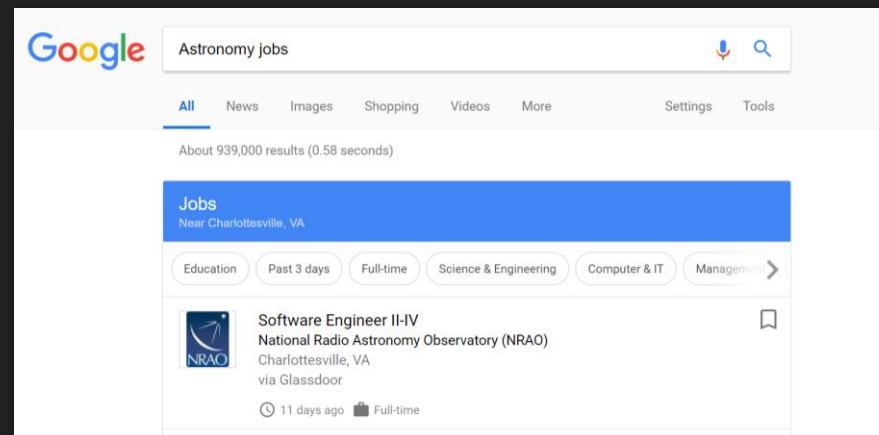 Google
Astronomy jobs
All News Images Shopping Videos More Settings Tools
About 939,000 results (0.58 seconds)
Jobs
Near Charlottesville, VA
Education Past 3 days Full-time Science & Engineering Computer & IT
NRAO
Software Engineer II-IV
National Radio Astronomy Observatory (NRAO)
Charlottesville, VA
via Glassdoor
11 days ago Full-time